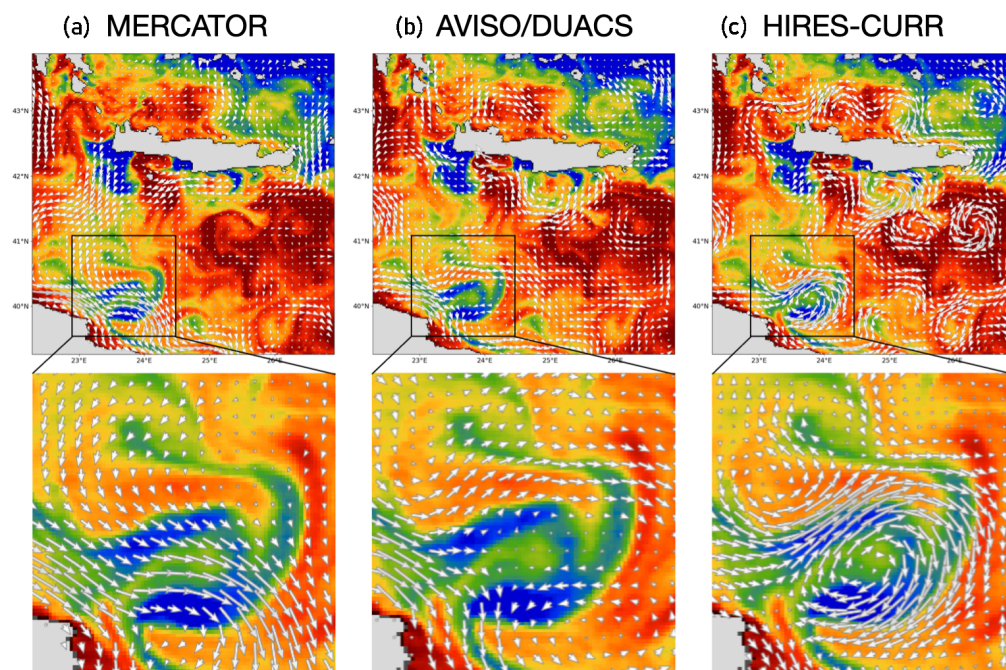 (a) MERCATOR (b) AVISO/DUACS (c) HIRES-CURR
43°N 43°N 43°N
42°N 42°N 42°N
41°N 41°N 41°N
40°N 40°N 40°N
23°E 24°E 25°E 26°E 23°E 24°E 25°E 26°E 23°E 24°E 25°E 26°E